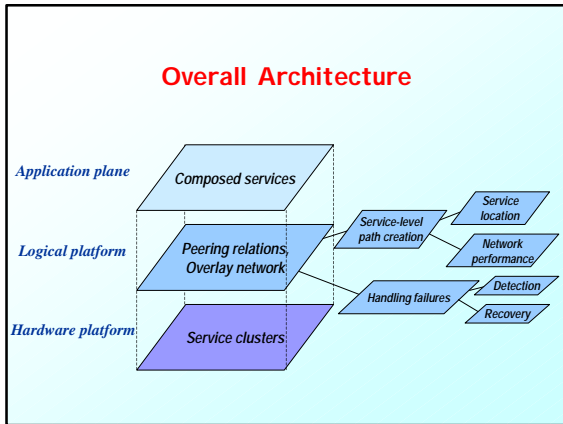 Overall Architecture
Application plane
Composed services
Logical platform
Peering relations,
Overlay network
Service-level
path creation
Service
location
Network
performance
Handling failures
Detection
Recovery
Hardware platform
Service clusters